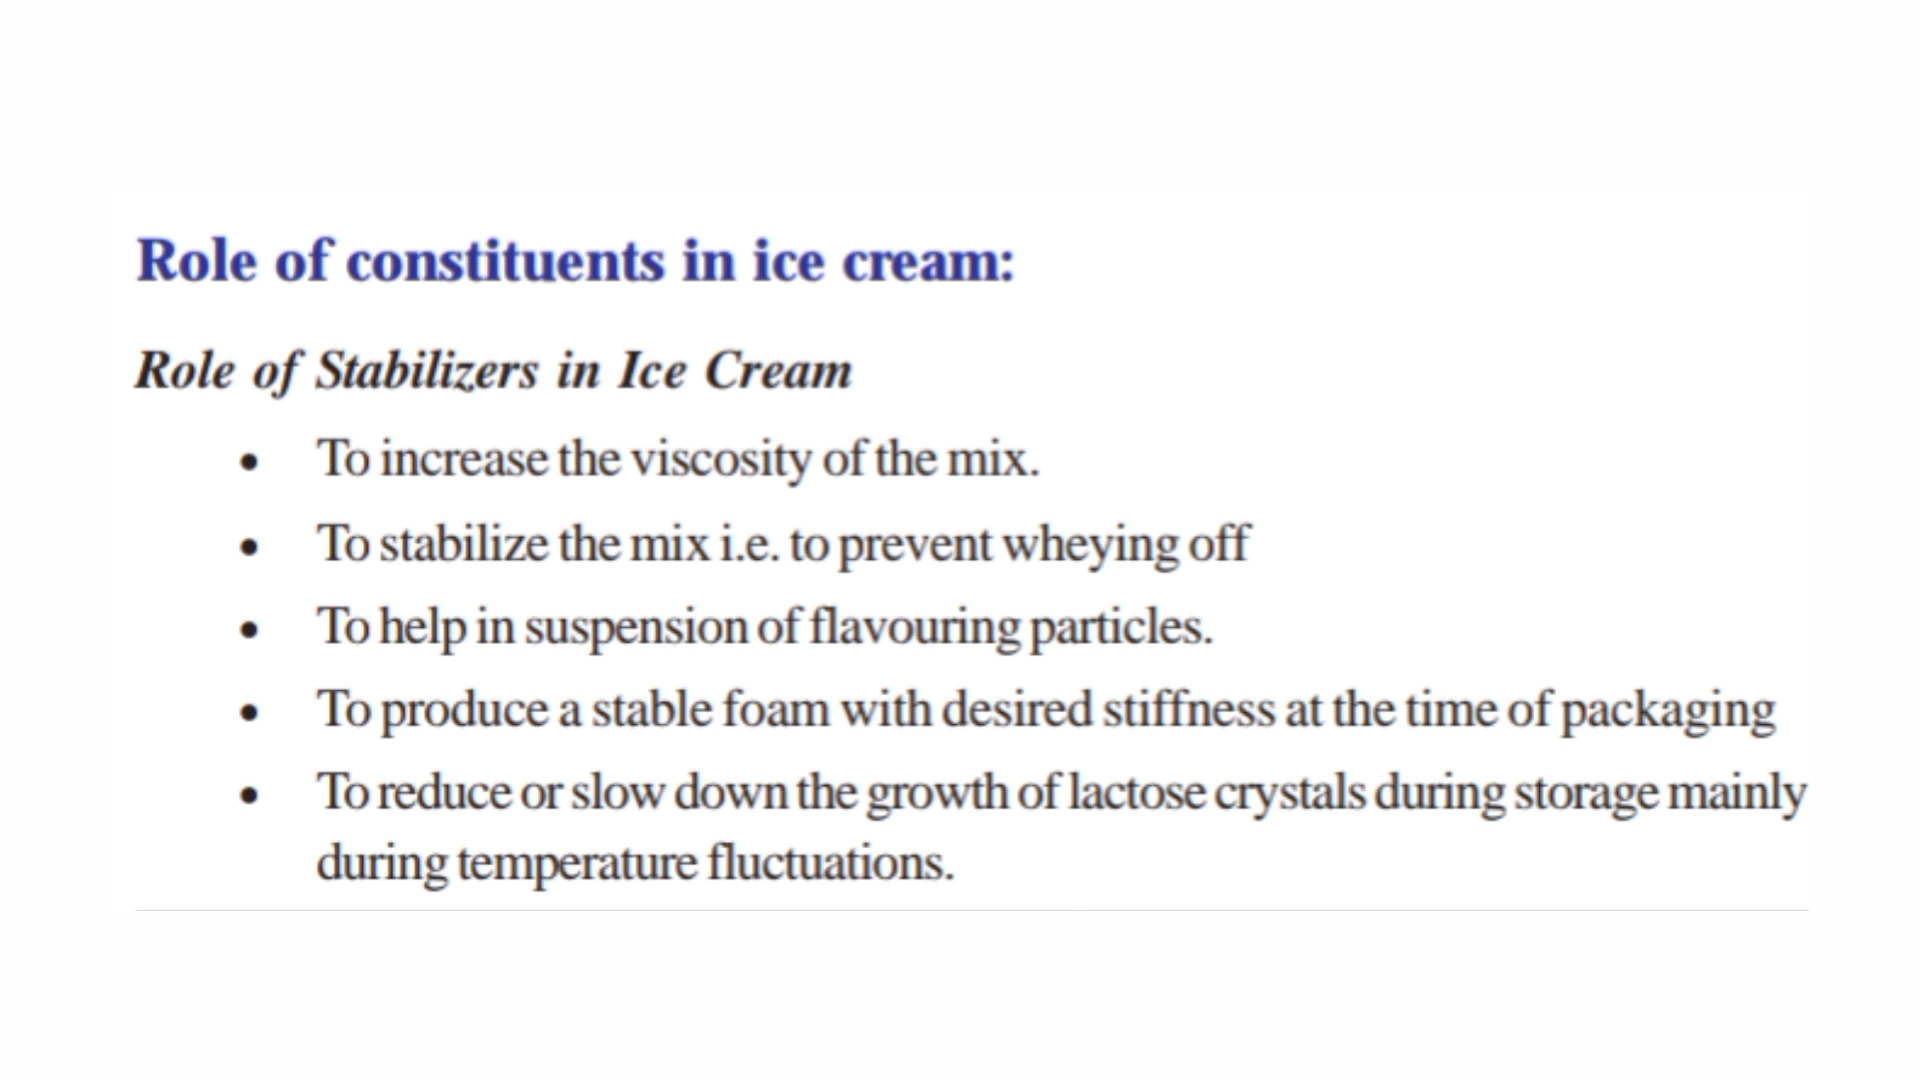 Role of constituents in ice cream:
Role of Stabilizers in Ice Cream
• To increase the viscosity of the mix.
• To stabilize the mix i.e. to prevent wheying off
• To help in suspension of flavouring particles.
• To produce a stable foam with desired stiffness at the time of packaging
• To reduce or slow down the growth of lactose crystals during storage mainly
during temperature fluctuations.